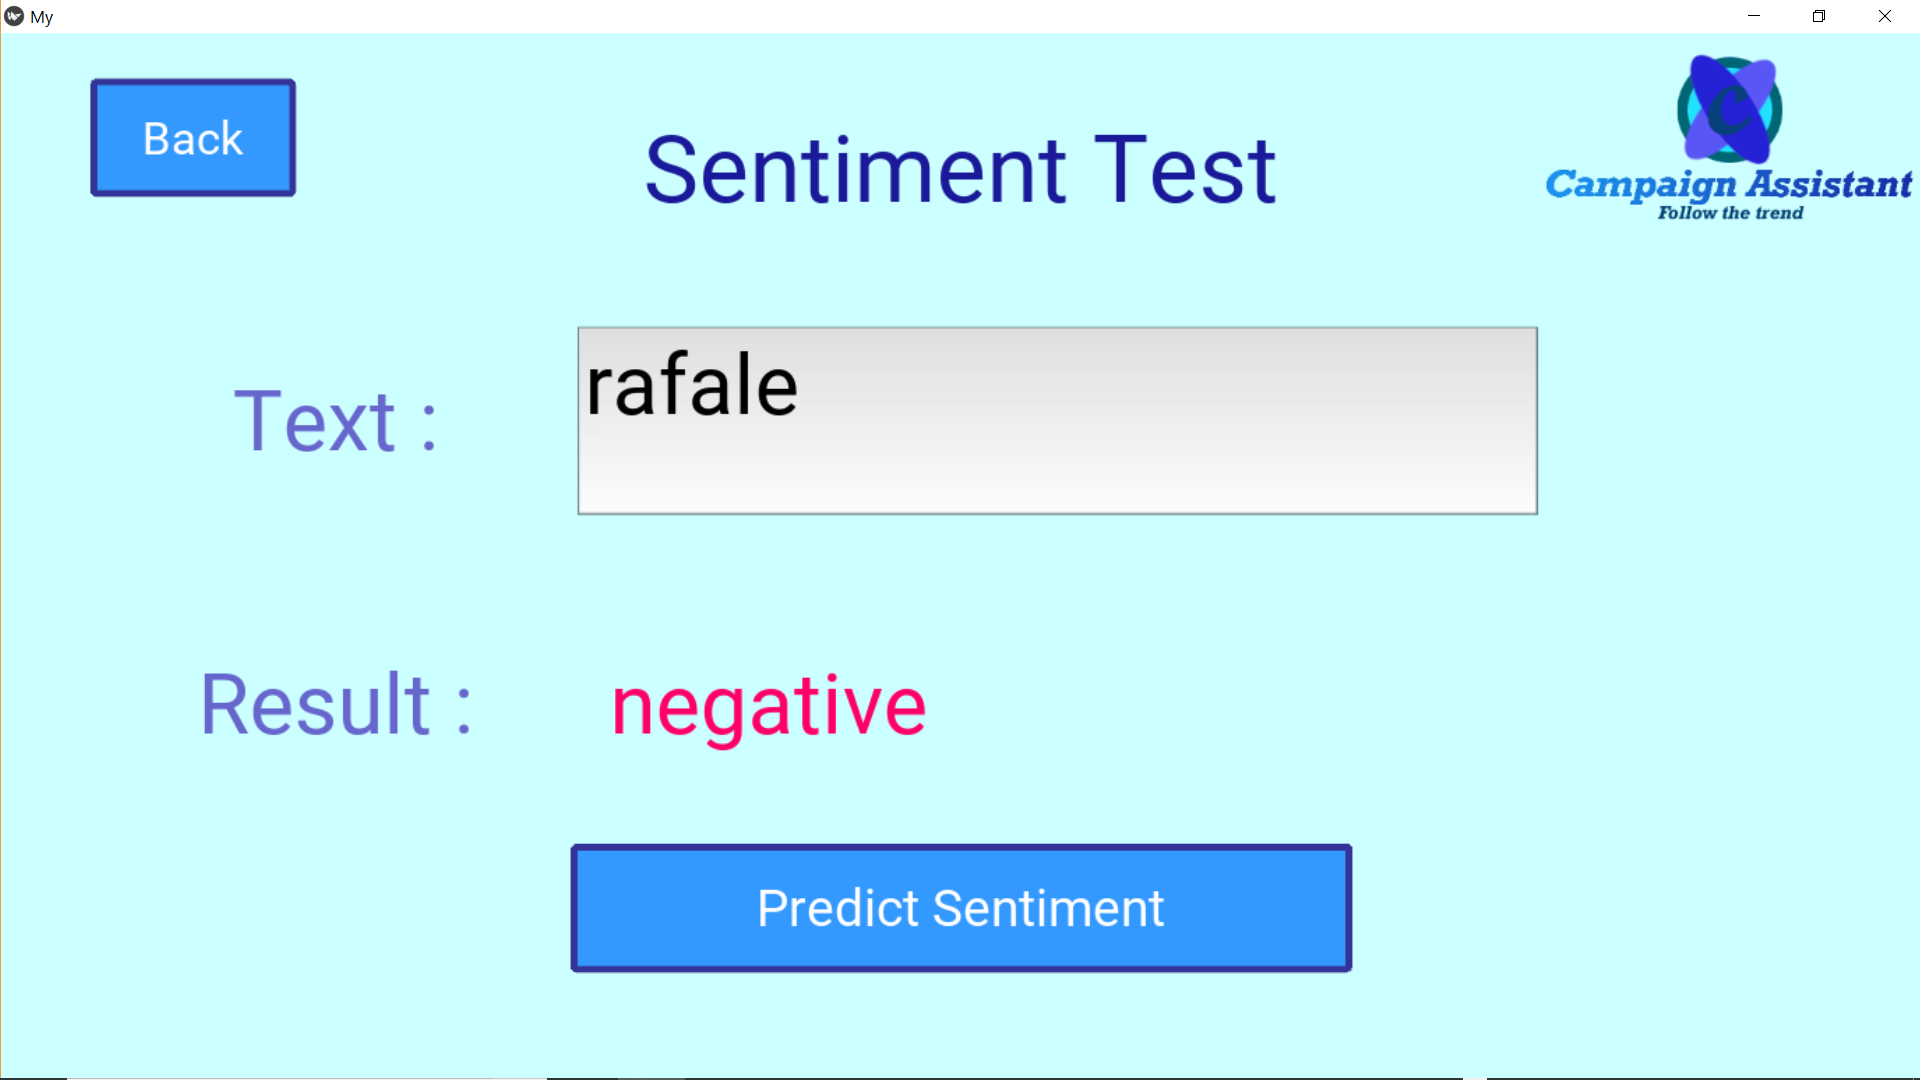 My
Back
Sentiment Test
C
Campaign Assistant
Follow the trend
Text :
rafale
Result :
negative
Predict Sentiment